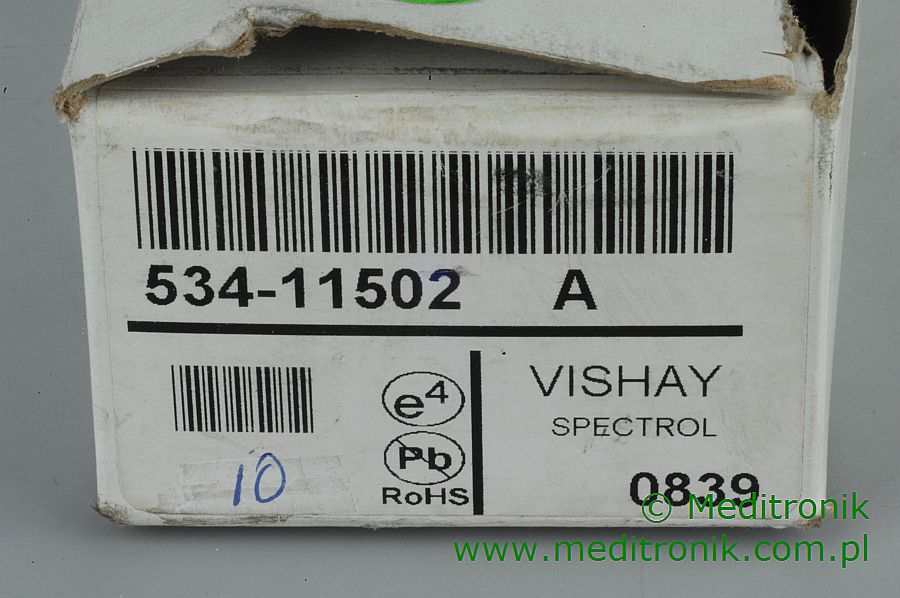 534-11502 A
VISHAY
SPECTROL
e4
Pb
RoHS
10
0839
© Meditronik
www.meditronik.com.pl